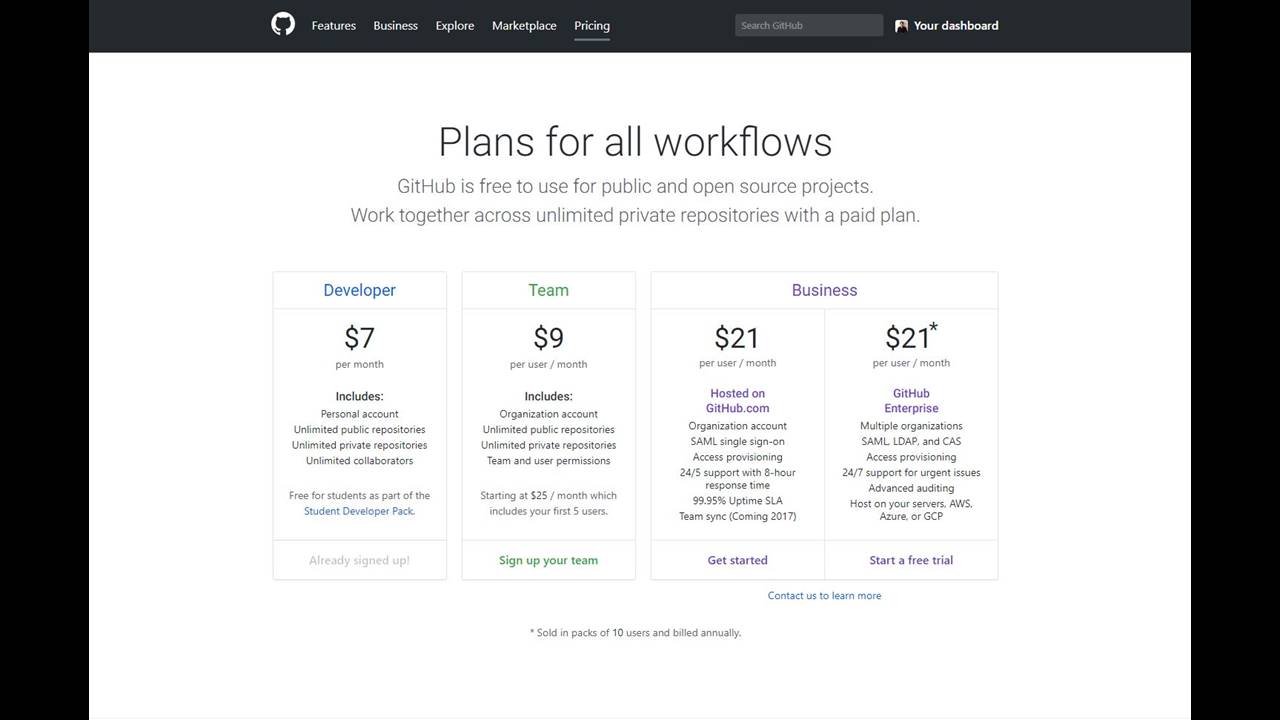 Features Business Explore Marketplace Pricing Search GitHub Your dashboard
Plans for all workflows
GitHub is free to use for public and open source projects.
Work together across unlimited private repositories with a paid plan.
Developer
$7
per month
Includes:
Personal account
Unlimited public repositories
Unlimited private repositories
Unlimited collaborators
Free for students as part of the
Student Developer Pack.
Already signed up!
Team
$9
per user / month
Includes:
Organization account
Unlimited public repositories
Unlimited private repositories
Team and user permissions
Starting at $25 / month which
includes your first 5 users.
Sign up your team
Business
$21
per user / month
Hosted on
GitHub.com
Organization account
SAML single sign-on
Access provisioning
24/5 support with 8-hour
response time
99.95% Uptime SLA
Team sync (Coming 2017)
Get started
$21*
per user / month
GitHub
Enterprise
Multiple organizations
SAML, LDAP, and CAS
Access provisioning
24/7 support for urgent issues
Advanced auditing
Host on your servers, AWS,
Azure, or GCP
Start a free trial
Contact us to learn more
* Sold in packs of 10 users and billed annually.